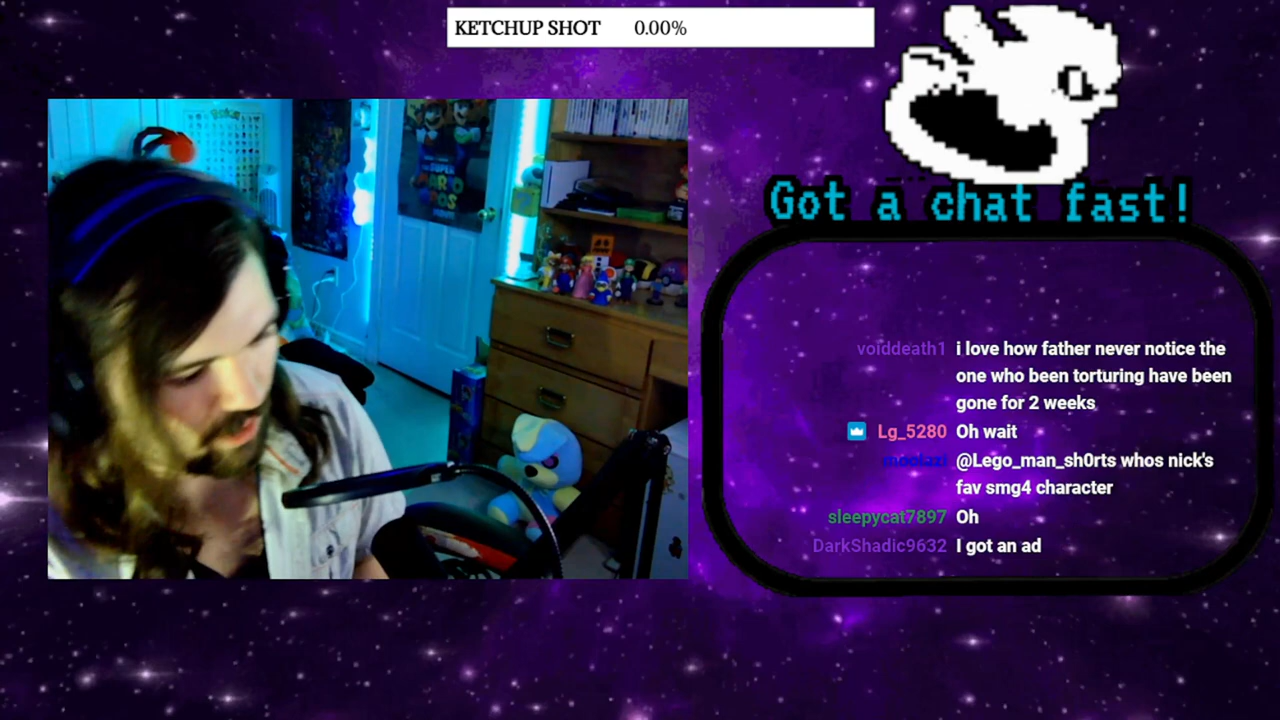 KETCHUP SHOT 0.00%
Got a chat fast!
SUPER
MARIO
voiddeath1 i love how father never notice the
one who been torturing have been
gone for 2 weeks
Lg_5280 Oh wait
@Lego_man_sh0rts whos nick's
fav smg4 character
sleepycat7897 Oh
DarkShadic9632 I got an ad